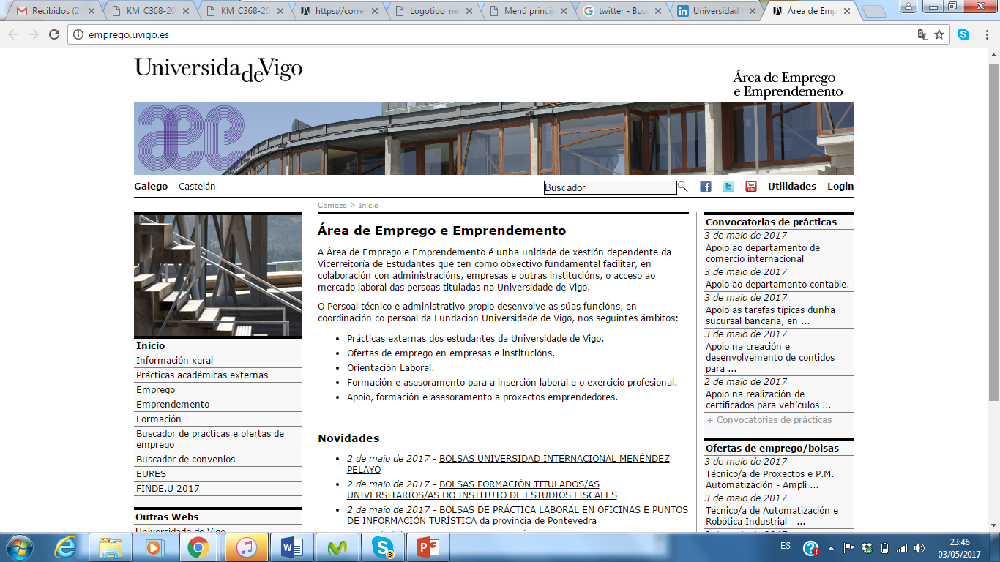 Recibidos (25
KM_C368-20
KM_C368-20
https://corre
Logotipo_ne
Menú princip
twitter - Bus
Universidad
Área de Emp
emprego.uvigo.es
UniversidadeVigo
Área de Emprego
e Emprendemento
Galego Castelán
Buscador
Utilidades Login
Comezo > Inicio
Inicio
Información xeral
Prácticas académicas externas
Emprego
Emprendemento
Formación
Buscador de prácticas e ofertas de
emprego
Buscador de convenios
EURES
FINDE.U 2017
Outras Webs
Universidade de Vigo
Área de Emprego e Emprendemento
A Área de Emprego e Emprendemento é unha unidade de xestión dependente da
Vicerreitoría de Estudantes que ten como obxectivo fundamental facilitar, en
colaboración con administracións, empresas e outras institucións, o acceso ao
mercado laboral das persoas tituladas na Universidade de Vigo.
O Persoal técnico e administrativo propio desenvolve as súas funcións, en
coordinación co persoal da Fundación Universidade de Vigo, nos seguintes ámbitos:
Prácticas externas dos estudantes da Universidade de Vigo.
Ofertas de emprego en empresas e institucións.
Orientación Laboral.
Formación e asesoramento para a inserción laboral e o exercicio profesional.
Apoio, formación e asesoramento a proxectos emprendedores.
Novidades
2 de maio de 2017 - BOLSAS UNIVERSIDAD INTERNACIONAL MENÉNDEZ
PELAYO
2 de maio de 2017 - BOLSAS FORMACIÓN TITULADOS/AS
UNIVERSITARIOS/AS DO INSTITUTO DE ESTUDIOS FISCALES
2 de maio de 2017 - BOLSAS DE PRÁCTICA LABORAL EN OFICINAS E PUNTOS
DE INFORMACIÓN TURÍSTICA da provincia de Pontevedra
Convocatorias de prácticas
3 de maio de 2017
Apoio ao departamento de
comercio internacional
3 de maio de 2017
Apoio ao departamento contable.
3 de maio de 2017
Apoio as tarefas típicas dunha
sucursal bancaria, en ...
3 de maio de 2017
Apoio na creación e
desenvolvemento de contidos
para ...
2 de maio de 2017
Apoio na realización de
certificados para vehículos ...
+ Convocatorias de prácticas
Ofertas de emprego/bolsas
3 de maio de 2017
Técnico/a de Proxectos e P.M.
Automatización - Ampli ...
3 de maio de 2017
Técnico/a de Automatización e
Robótica Industrial - ...
ES
23:46
03/05/2017